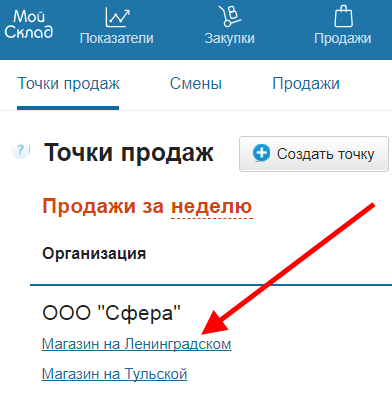 Мой
Склад
Показатели
Закупки
Продажи
Точки продаж
Смены
Продажи
?
Точки продаж
Создать точку
Продажи за неделю
Организация
ООО "Сфера"
Магазин на Ленинградском
Магазин на Тульской